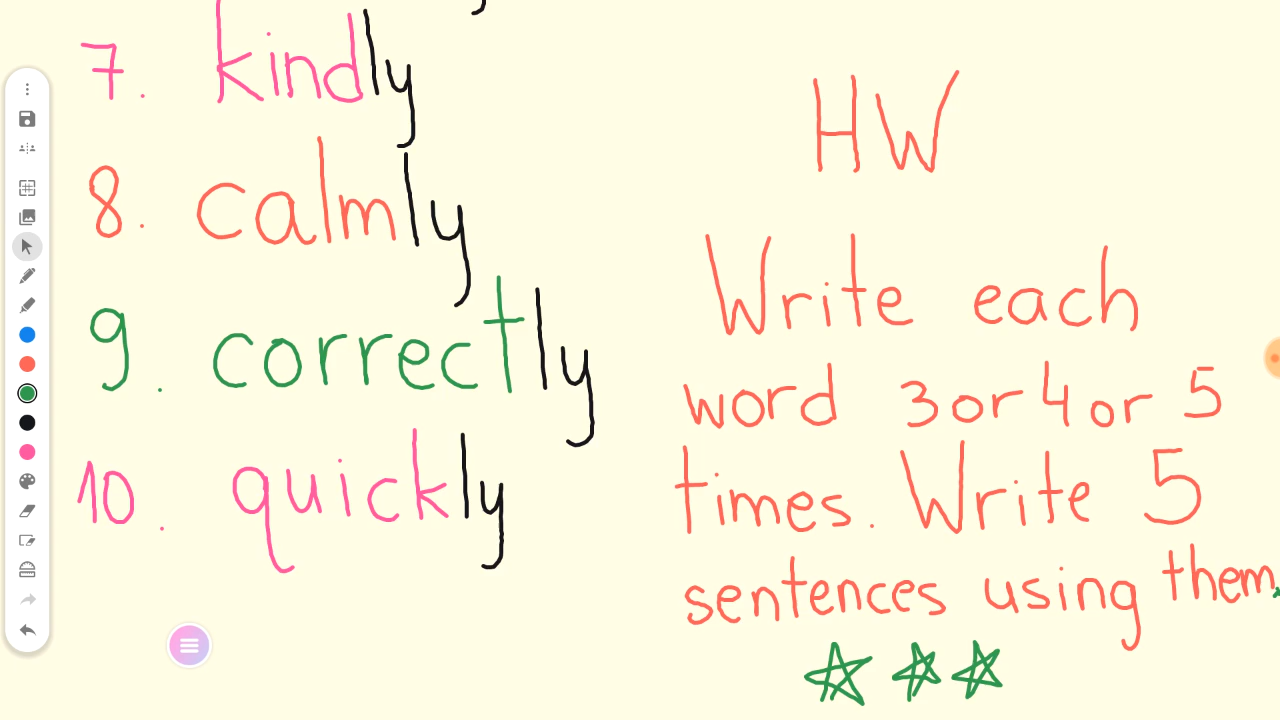 7. kindly
8. calmly
9. correctly
10. quickly
HW
Write each
word 3 or 4 or 5
times. Write 5
sentences using them